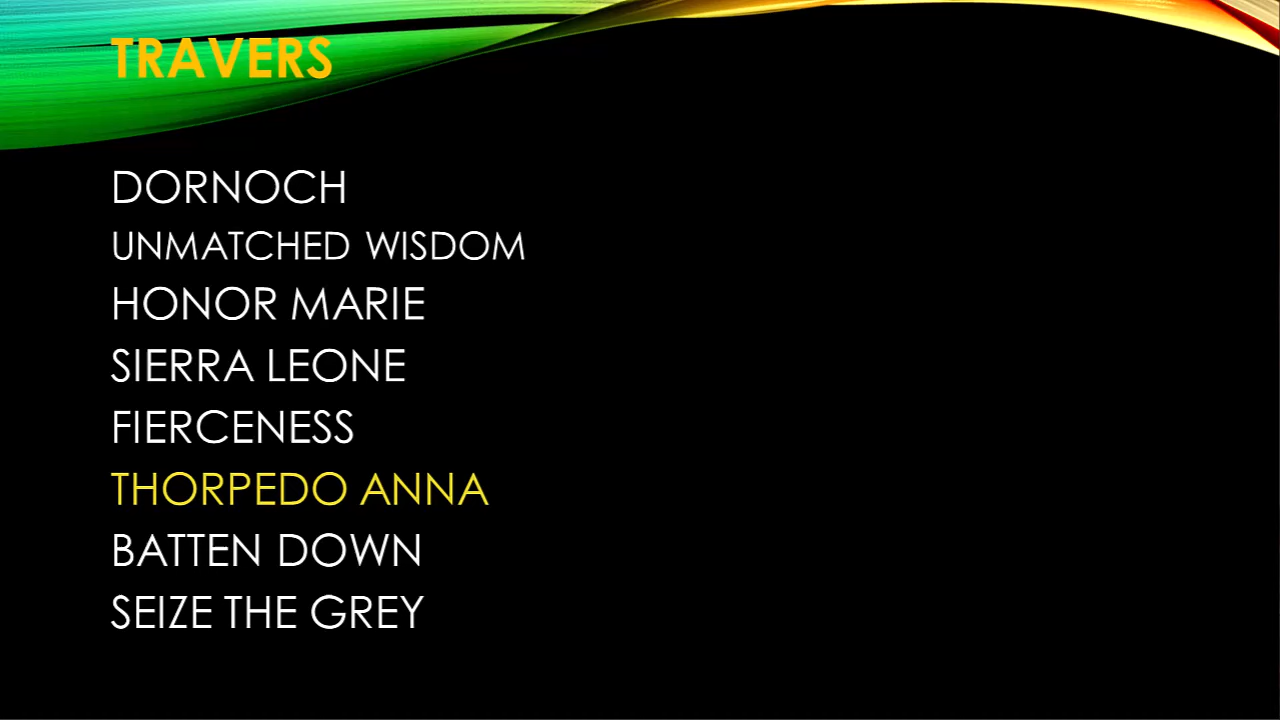 TRAVERS
DORNOCH
UNMATCHED WISDOM
HONOR MARIE
SIERRA LEONE
FIERCENESS
THORPEDO ANNA
BATTEN DOWN
SEIZE THE GREY